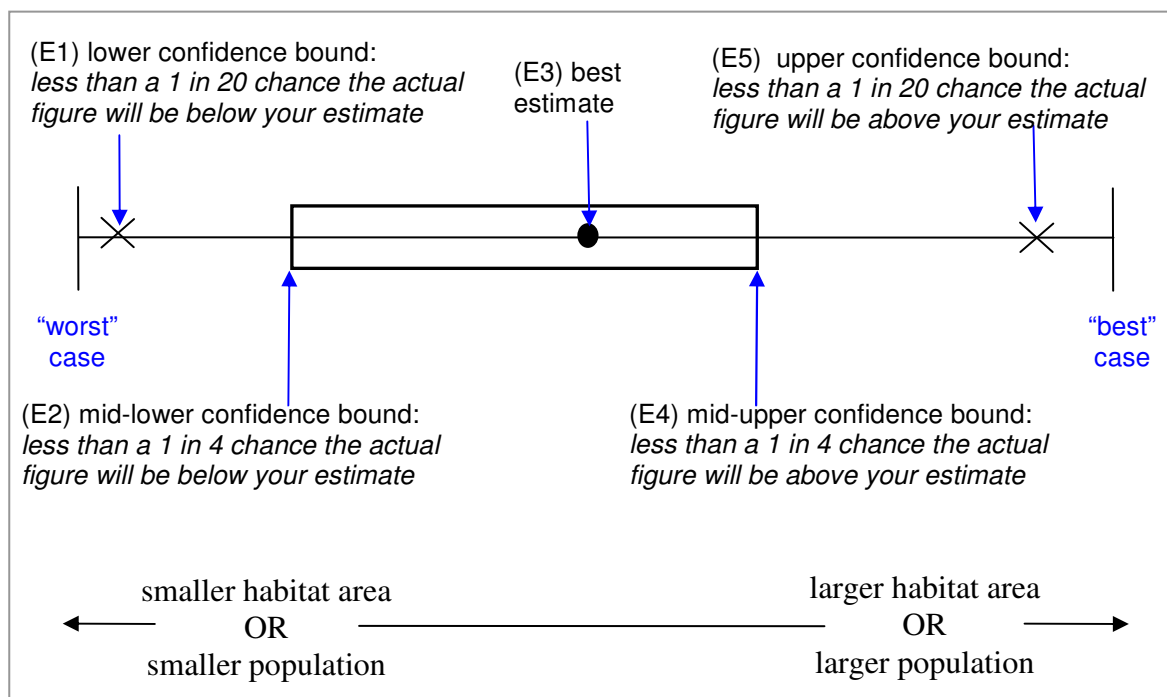 (E1) lower confidence bound:
less than a 1 in 20 chance the actual
figure will be below your estimate
(E3) best
estimate
(E5) upper confidence bound:
less than a 1 in 20 chance the actual
figure will be above your estimate
“worst”
case
“best”
case
(E2) mid-lower confidence bound:
less than a 1 in 4 chance the actual
figure will be below your estimate
(E4) mid-upper confidence bound:
less than a 1 in 4 chance the actual
figure will be above your estimate
smaller habitat area
OR
smaller population
larger habitat area
OR
larger population